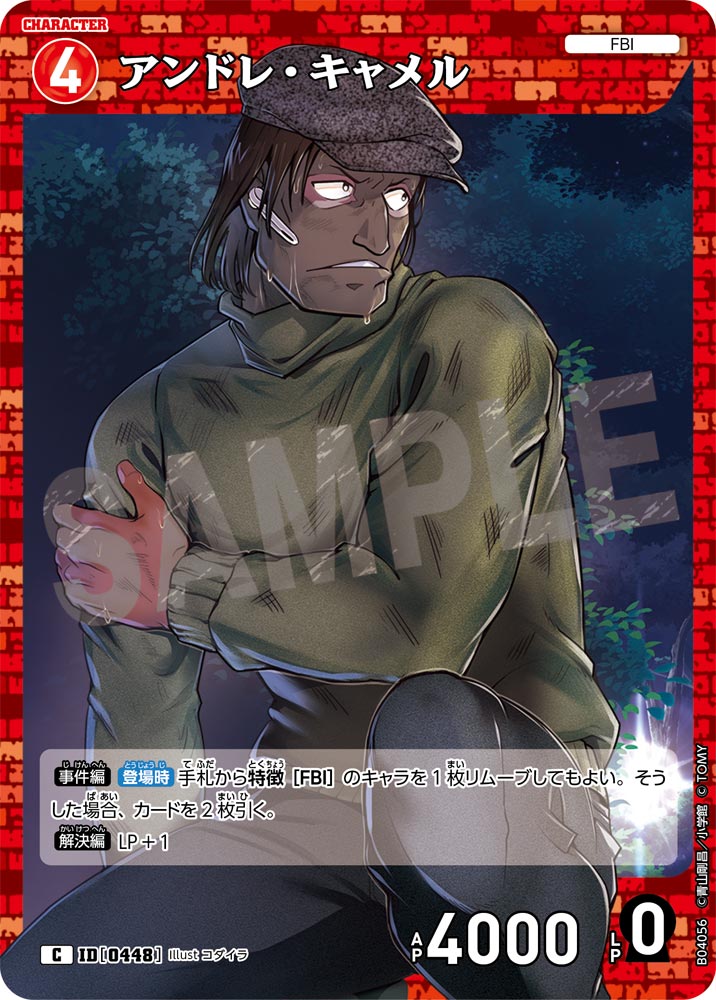 CHARACTER
4
アンドレ・キャメル
FBI
SAMPLE
事件編 登場時 手札から特徴［FBI］のキャラを1枚リムーブしてもよい。そう
した場合、カードを2枚引く。
解決編 LP＋1
C ID[0448] Illust コダイラ
AP 4000
LP 0
B04056 ©青山剛昌／小学館 © TOMY